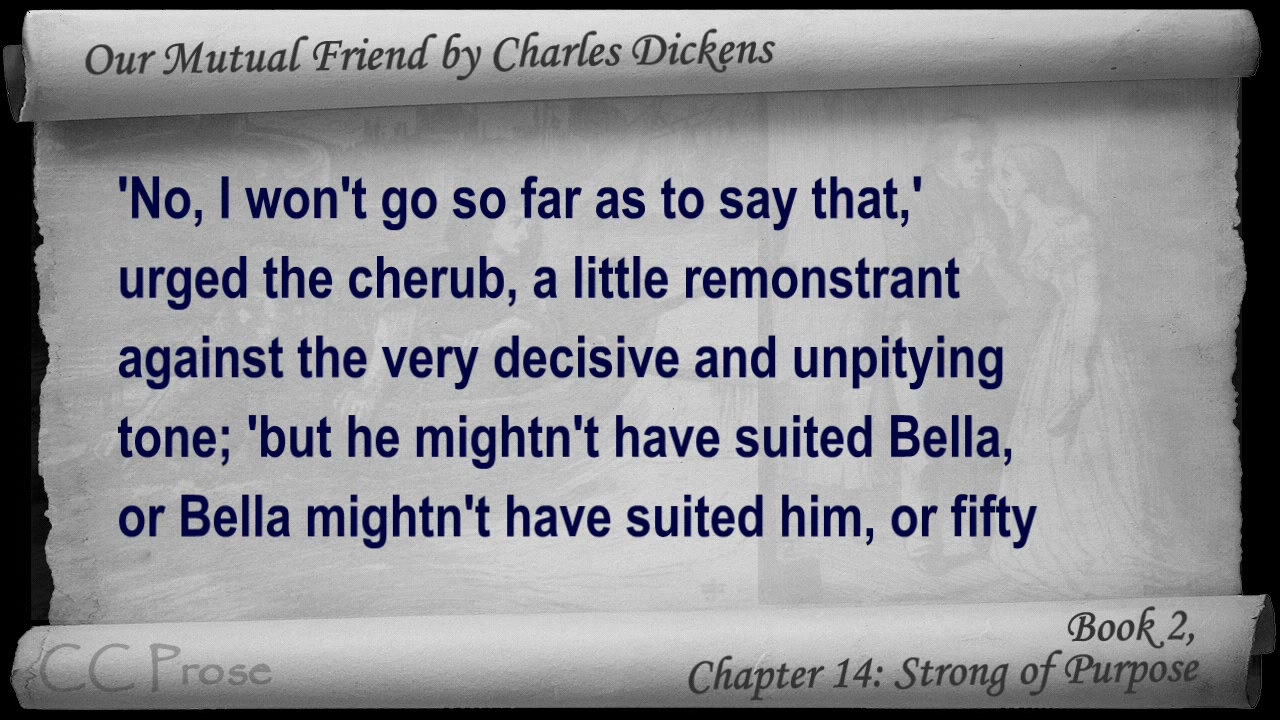 Our Mutual Friend by Charles Dickens
'No, I won't go so far as to say that,'
urged the cherub, a little remonstrant
against the very decisive and unpitying
tone; 'but he mightn't have suited Bella,
or Bella mightn't have suited him, or fifty
Book 2,
Chapter 14: Strong of Purpose
CC Prose